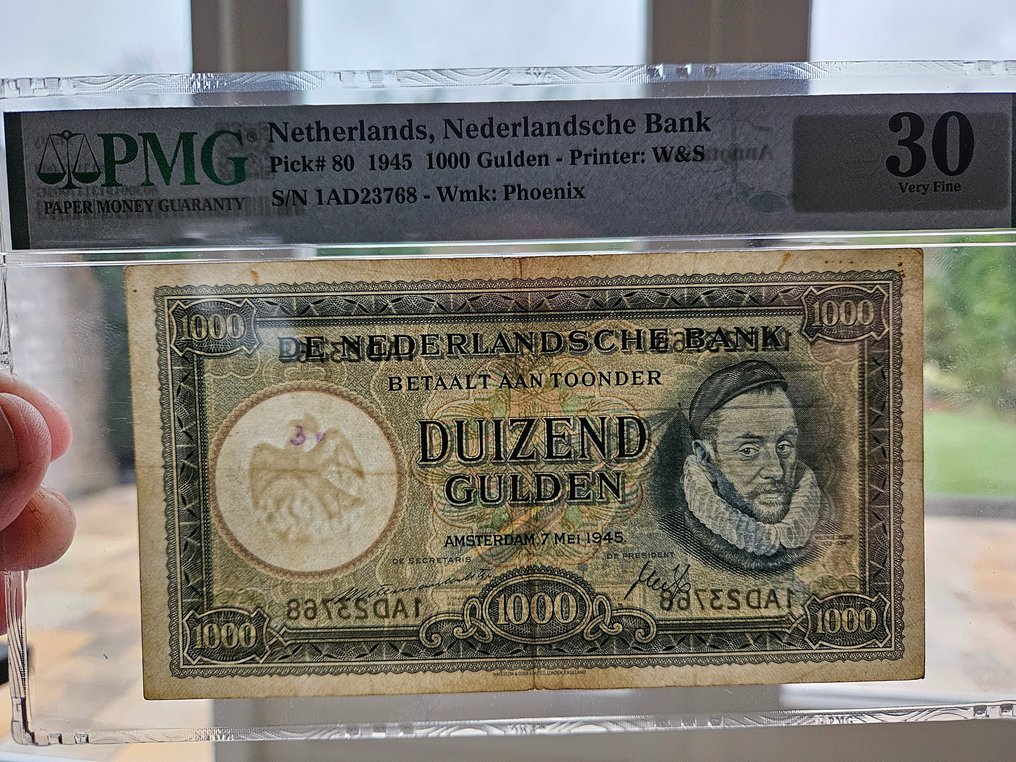 PMG®
PAPER MONEY GUARANTY
Netherlands, Nederlandsche Bank
Pick# 80 1945 1000 Gulden - Printer: W&S
S/N 1AD23768 - Wmk: Phoenix
30
Very Fine
1000
1000
DE NEDERLANDSCHE BANK
BETAALT AAN TOONDER
DUIZEND
GULDEN
3
AMSTERDAM, 7 MEI 1945.
DE SECRETARIS
DE PRESIDENT
1AD23768
1AD23768
1000
1000
1000
PMG